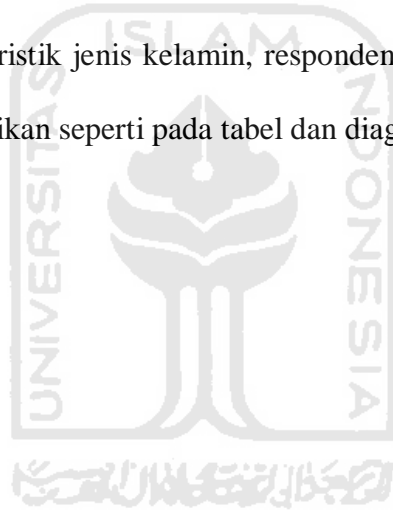 ISLAM
ristik jenis kelamin, responden
ikan seperti pada tabel dan diag
UNIVERSITAS
INDONESIA